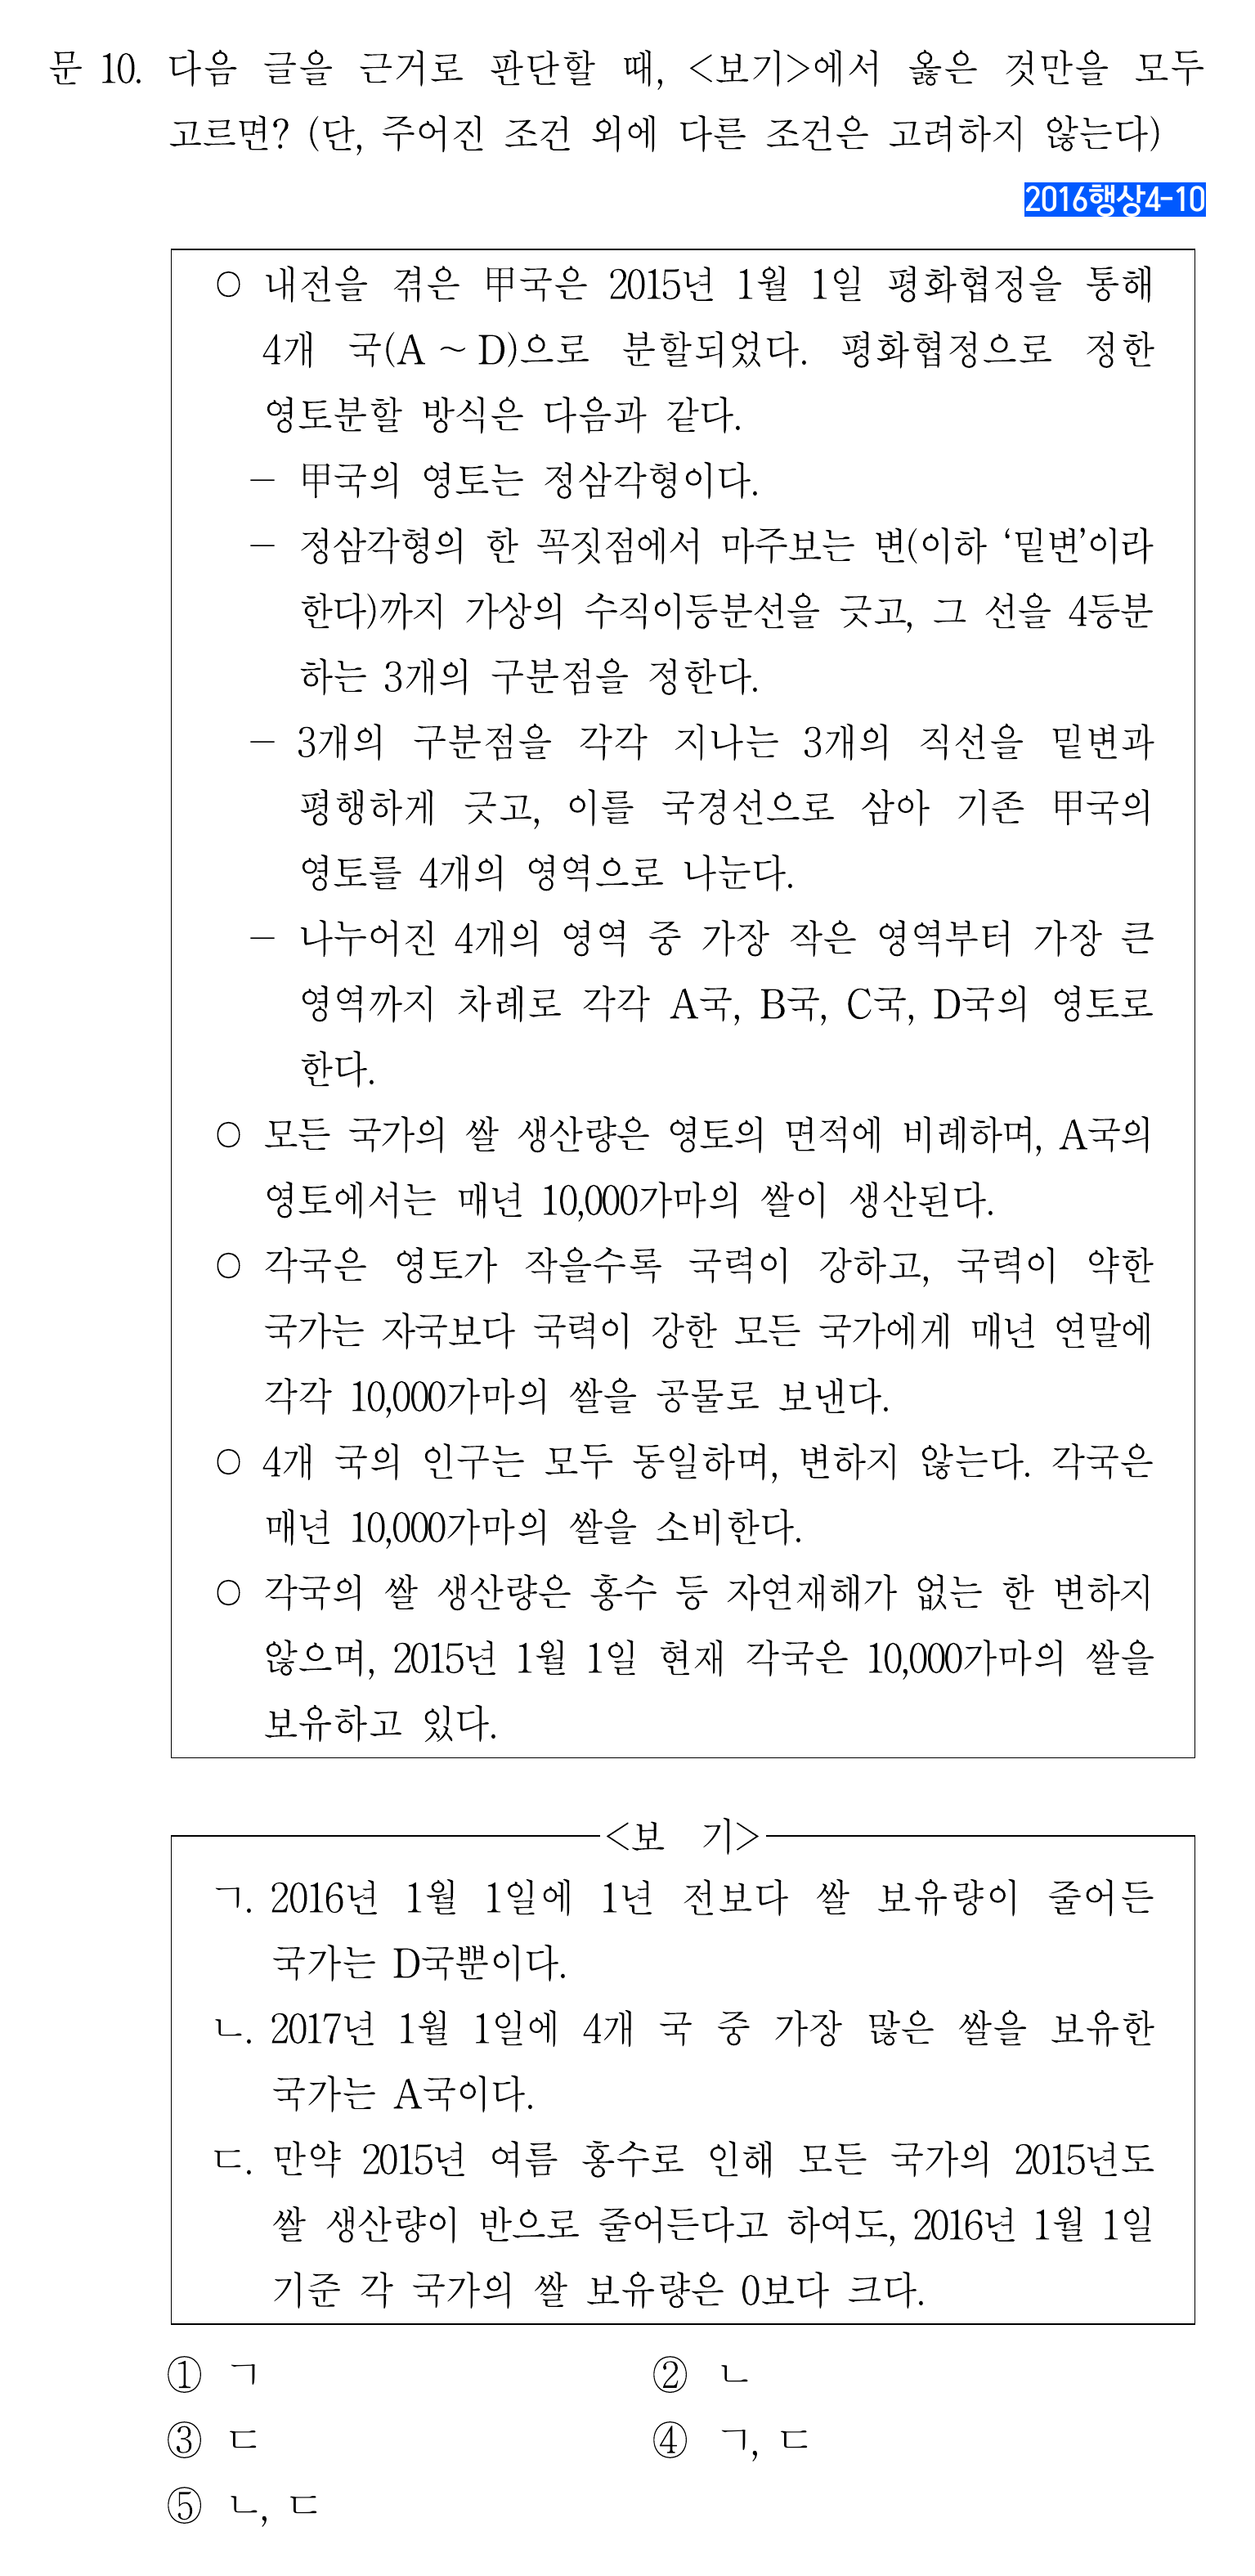 문 10. 다음 글을 근거로 판단할 때, <보기>에서 옳은 것만을 모두
고르면? (단, 주어진 조건 외에 다른 조건은 고려하지 않는다)
2016행상4-10
○ 내전을 겪은 甲국은 2015년 1월 1일 평화협정을 통해
4개 국(A ~ D)으로 분할되었다. 평화협정으로 정한
영토분할 방식은 다음과 같다.
- 甲국의 영토는 정삼각형이다.
- 정삼각형의 한 꼭짓점에서 마주보는 변(이하 ‘밑변’이라
한다)까지 가상의 수직이등분선을 긋고, 그 선을 4등분
하는 3개의 구분점을 정한다.
- 3개의 구분점을 각각 지나는 3개의 직선을 밑변과
평행하게 긋고, 이를 국경선으로 삼아 기존 甲국의
영토를 4개의 영역으로 나눈다.
- 나누어진 4개의 영역 중 가장 작은 영역부터 가장 큰
영역까지 차례로 각각 A국, B국, C국, D국의 영토로
한다.
○ 모든 국가의 쌀 생산량은 영토의 면적에 비례하며, A국의
영토에서는 매년 10,000가마의 쌀이 생산된다.
○ 각국은 영토가 작을수록 국력이 강하고, 국력이 약한
국가는 자국보다 국력이 강한 모든 국가에게 매년 연말에
각각 10,000가마의 쌀을 공물로 보낸다.
○ 4개 국의 인구는 모두 동일하며, 변하지 않는다. 각국은
매년 10,000가마의 쌀을 소비한다.
○ 각국의 쌀 생산량은 홍수 등 자연재해가 없는 한 변하지
않으며, 2015년 1월 1일 현재 각국은 10,000가마의 쌀을
보유하고 있다.
<보 기>
ㄱ. 2016년 1월 1일에 1년 전보다 쌀 보유량이 줄어든
국가는 D국뿐이다.
ㄴ. 2017년 1월 1일에 4개 국 중 가장 많은 쌀을 보유한
국가는 A국이다.
ㄷ. 만약 2015년 여름 홍수로 인해 모든 국가의 2015년도
쌀 생산량이 반으로 줄어든다고 하여도, 2016년 1월 1일
기준 각 국가의 쌀 보유량은 0보다 크다.
① ㄱ ② ㄴ
③ ㄷ ④ ㄱ, ㄷ
⑤ ㄴ, ㄷ